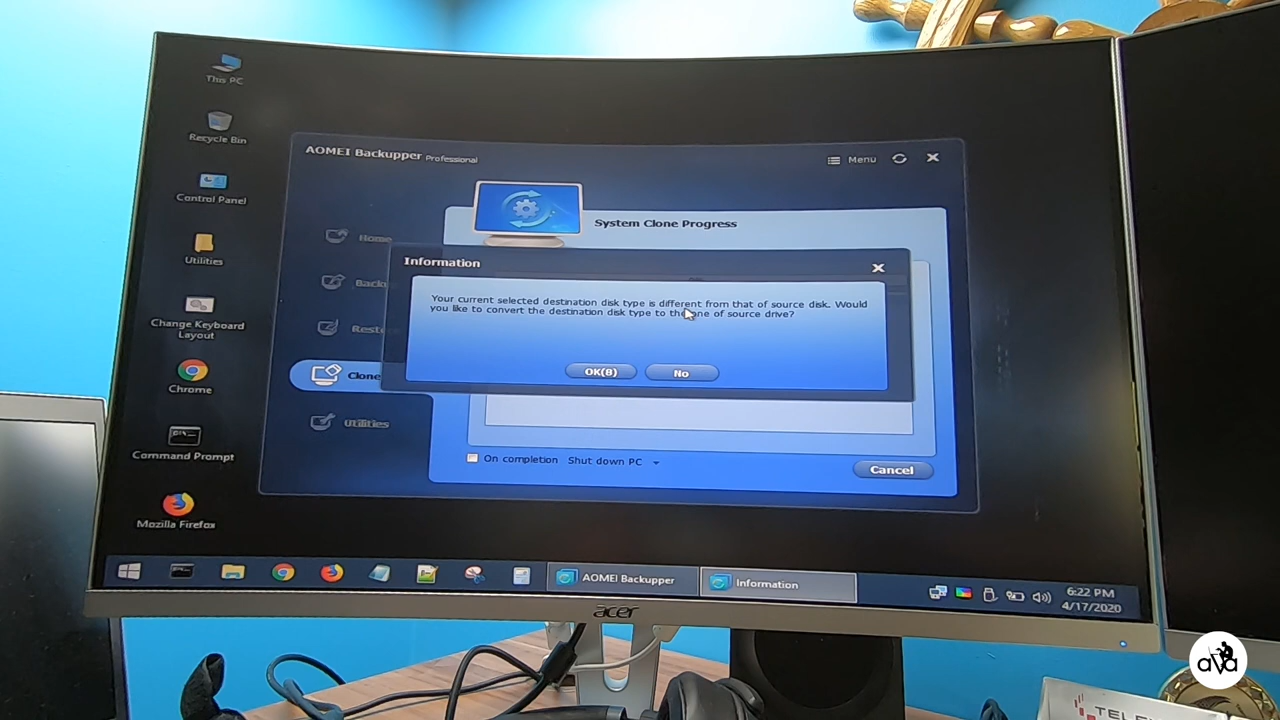 This PC
Recycle Bin
Control Panel
Utilities
Change Keyboard
Layout
Chrome
Command Prompt
Mozilla Firefox
AOMEI Backupper Professional
Menu
System Clone Progress
Home
Clone
Utilities
Information
Your current selected destination disk type is different from that of source disk. Would
you like to convert the destination disk type to the one of source drive?
OK(8)
No
On completion Shut down PC
Cancel
AOMEI Backupper
Information
6:22 PM
4/17/2020
acer
ava